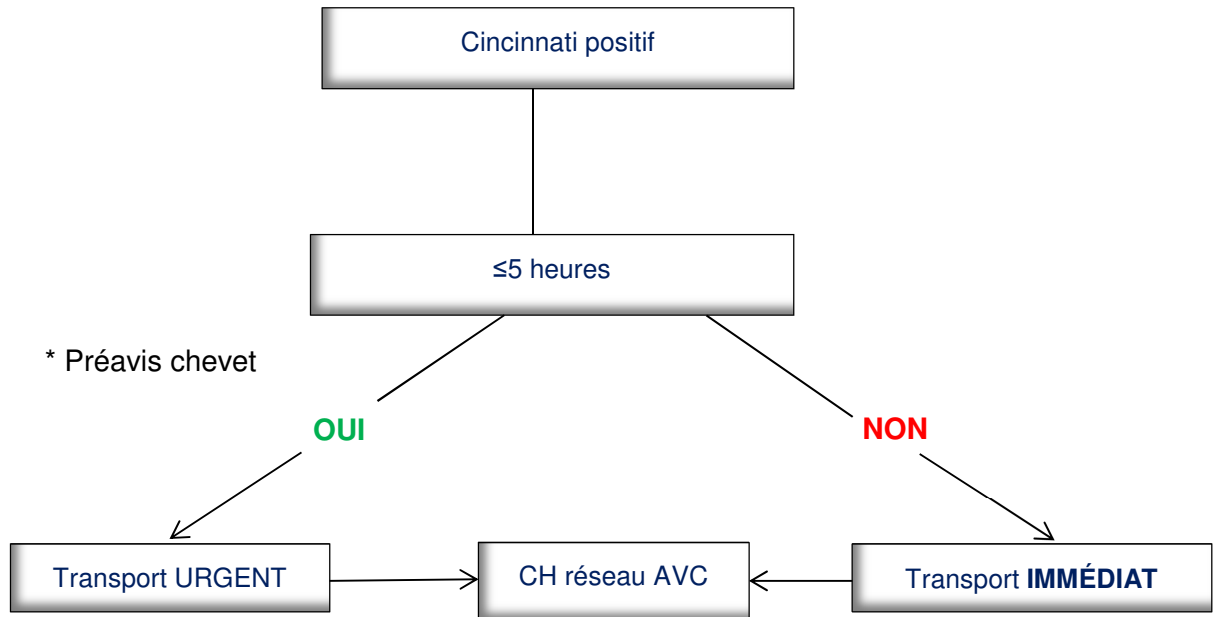 Cincinnati positif
≤5 heures
* Préavis chevet
OUI
NON
Transport URGENT
CH réseau AVC
Transport IMMÉDIAT